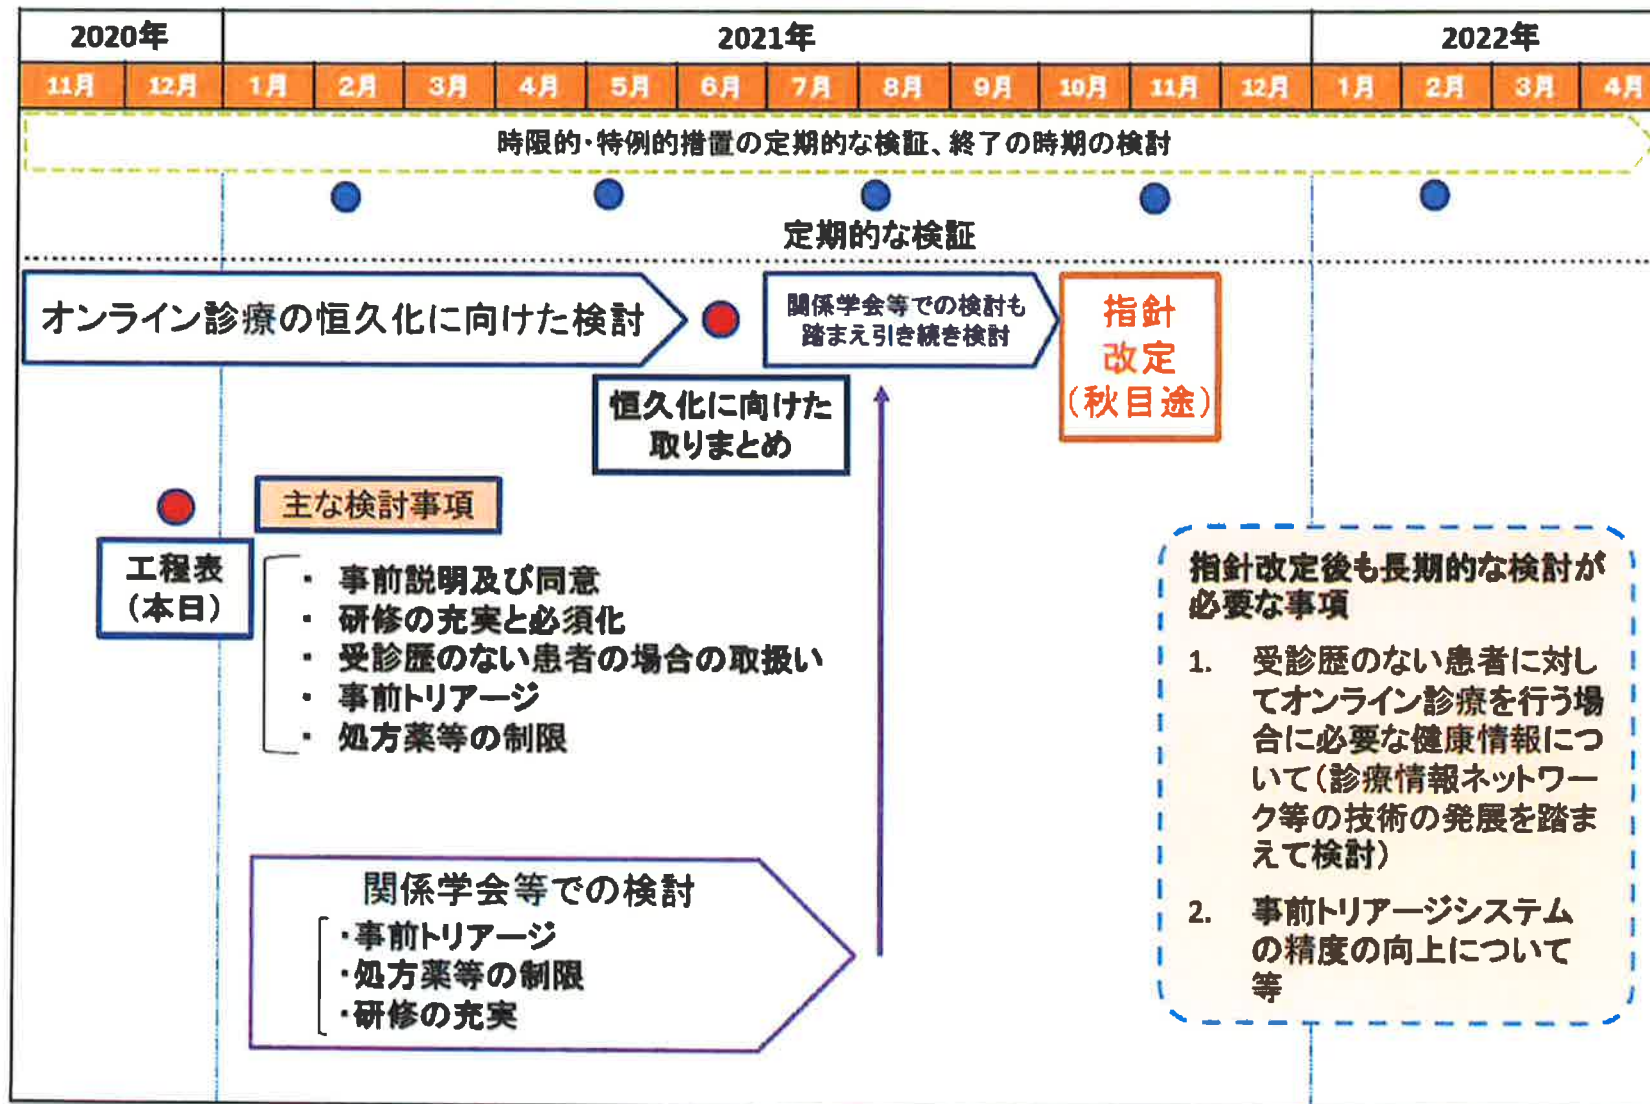 2020年 2021年 2022年
11月 12月 1月 2月 3月 4月 5月 6月 7月 8月 9月 10月 11月 12月 1月 2月 3月 4月
時限的・特例的措置の定期的な検証、終了の時期の検討
定期的な検証
オンライン診療の恒久化に向けた検討
関係学会等での検討も
踏まえ引き続き検討
指針
改定
(秋目途)
恒久化に向けた
取りまとめ
主な検討事項
工程表
(本日)
・ 事前説明及び同意
・ 研修の充実と必須化
・ 受診歴のない患者の場合の取扱い
・ 事前トリアージ
・ 処方薬等の制限
関係学会等での検討
・事前トリアージ
・処方薬等の制限
・研修の充実
指針改定後も長期的な検討が
必要な事項
1. 受診歴のない患者に対し
てオンライン診療を行う場
合に必要な健康情報につ
いて(診療情報ネットワー
ク等の技術の発展を踏ま
えて検討)
2. 事前トリアージシステム
の精度の向上について
等